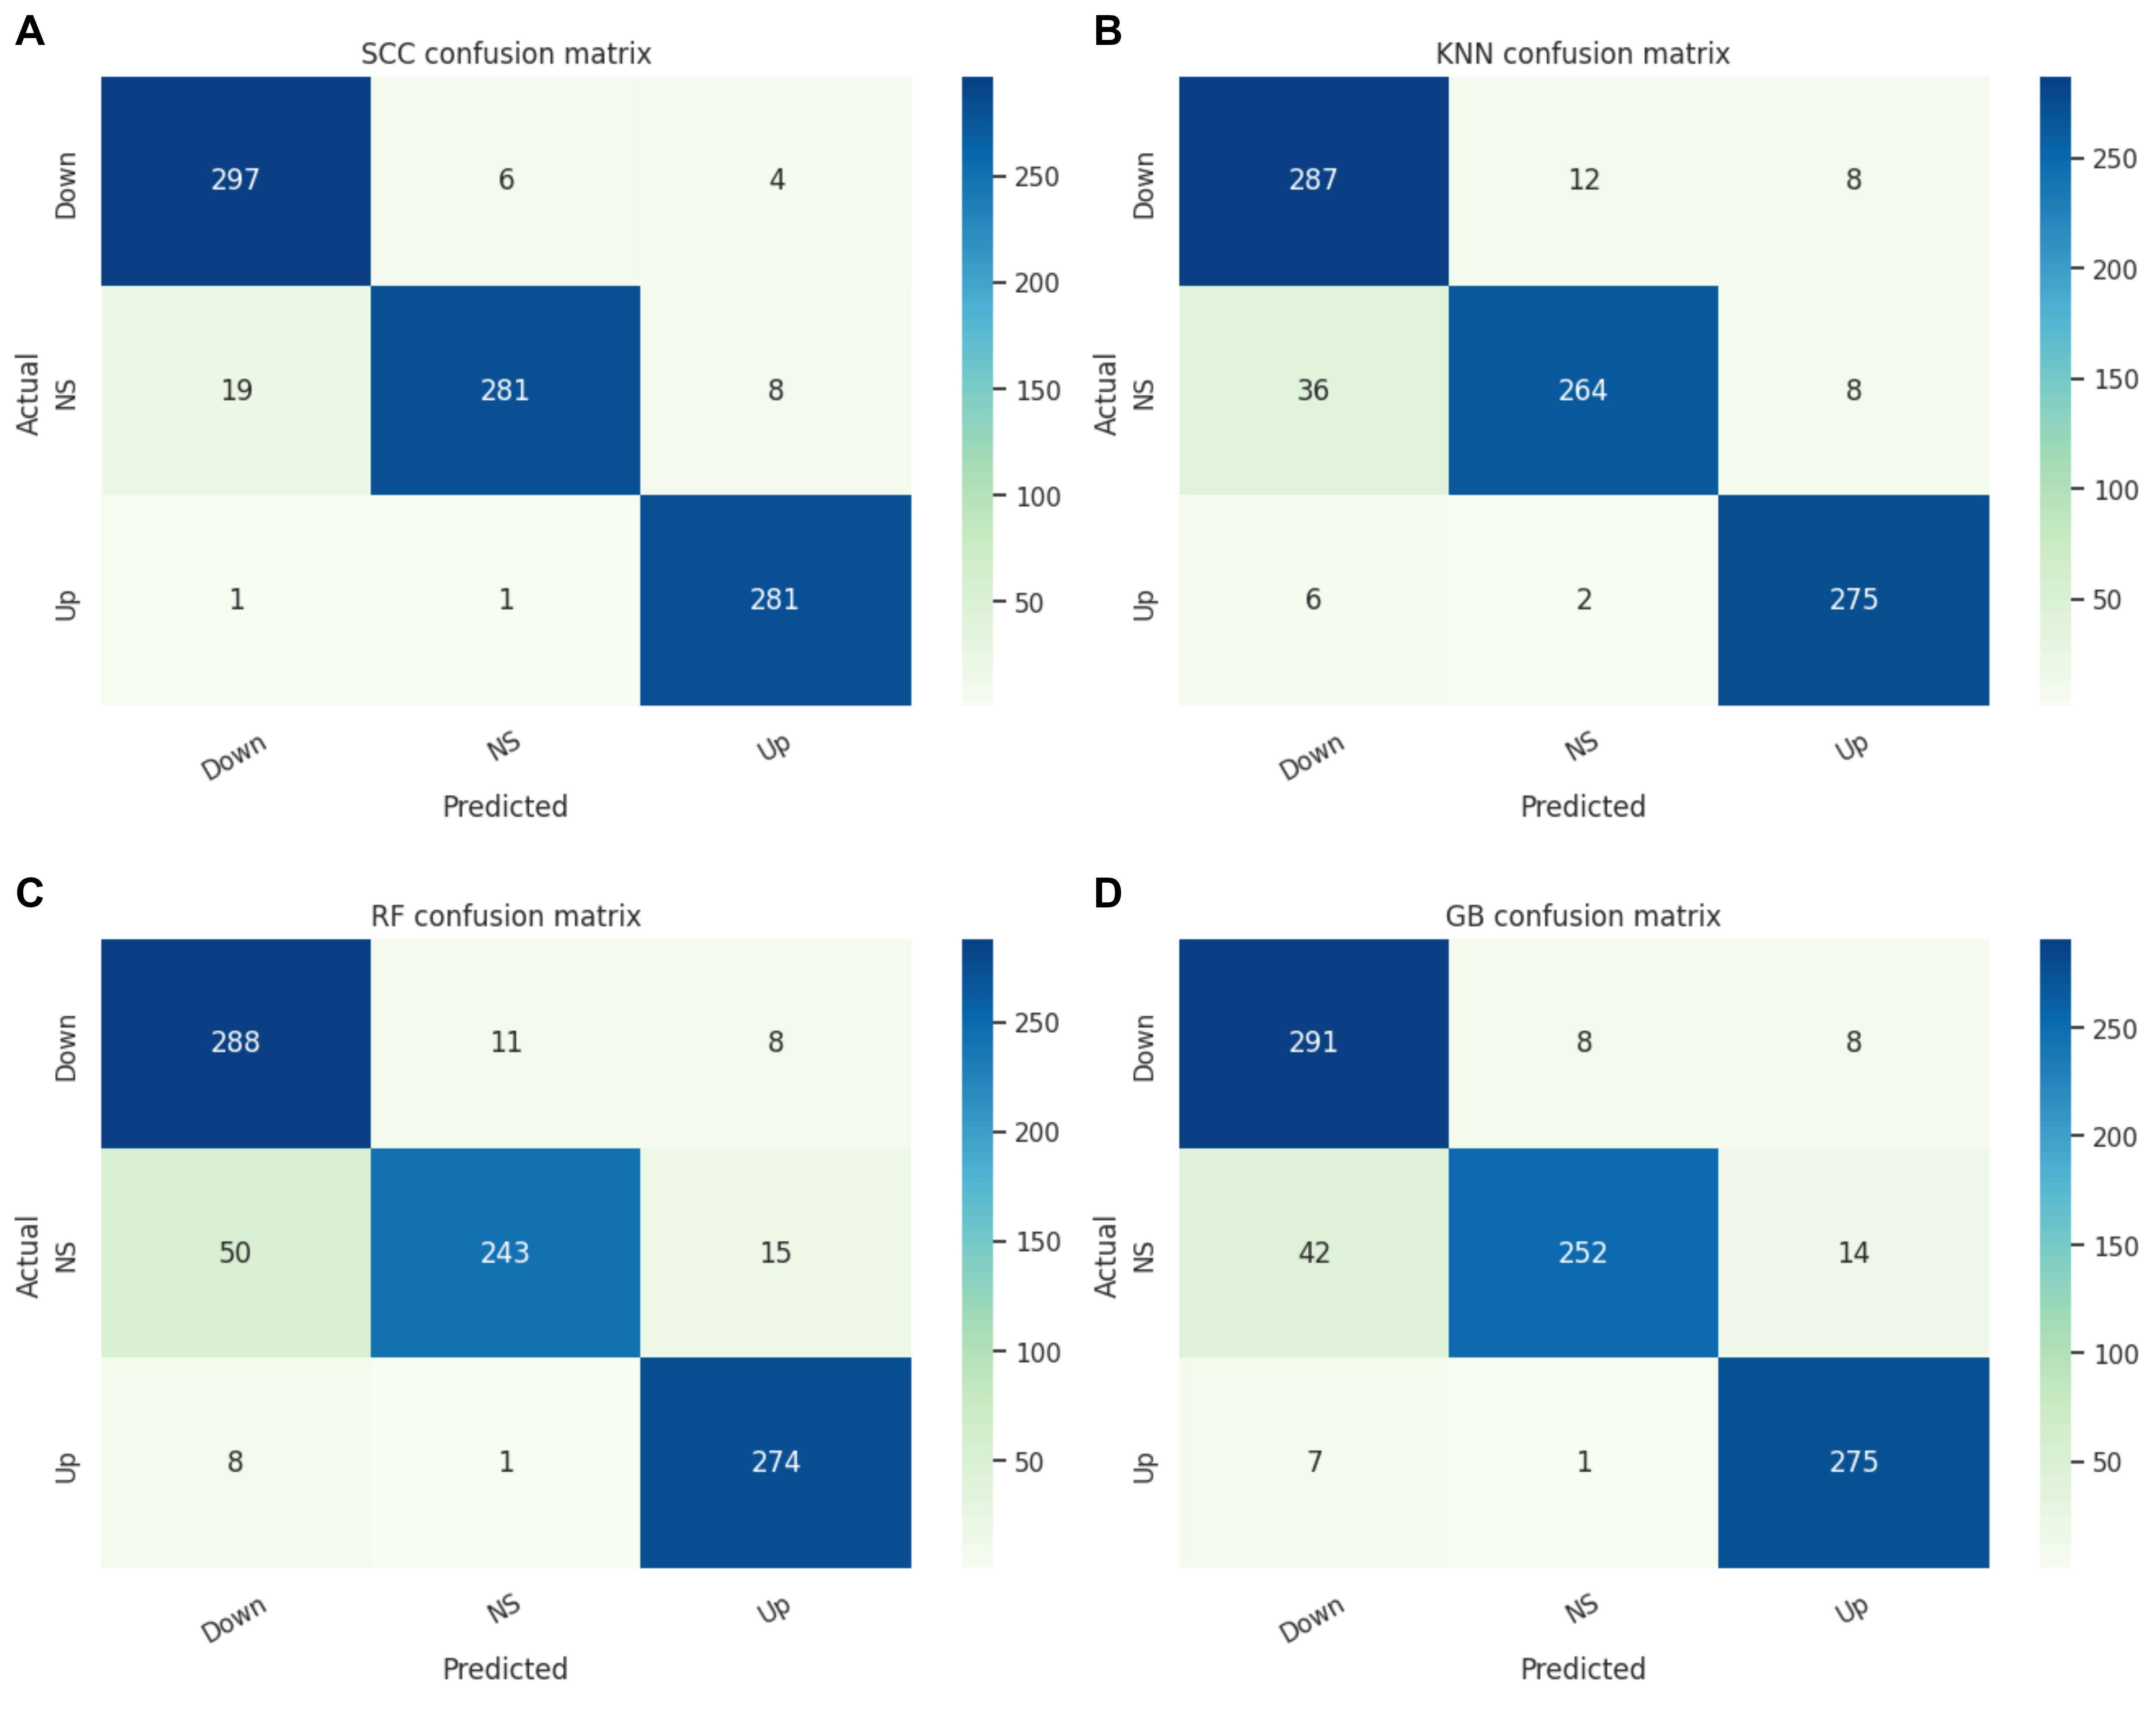 A
SCC confusion matrix
Actual
Down
297 6 4
NS
19 281 8
Up
1 1 281
250
200
150
100
50
Down NS Up
Predicted
B
KNN confusion matrix
Actual
Down
287 12 8
NS
36 264 8
Up
6 2 275
250
200
150
100
50
Down NS Up
Predicted
C
RF confusion matrix
Actual
Down
288 11 8
NS
50 243 15
Up
8 1 274
250
200
150
100
50
Down NS Up
Predicted
D
GB confusion matrix
Actual
Down
291 8 8
NS
42 252 14
Up
7 1 275
250
200
150
100
50
Down NS Up
Predicted